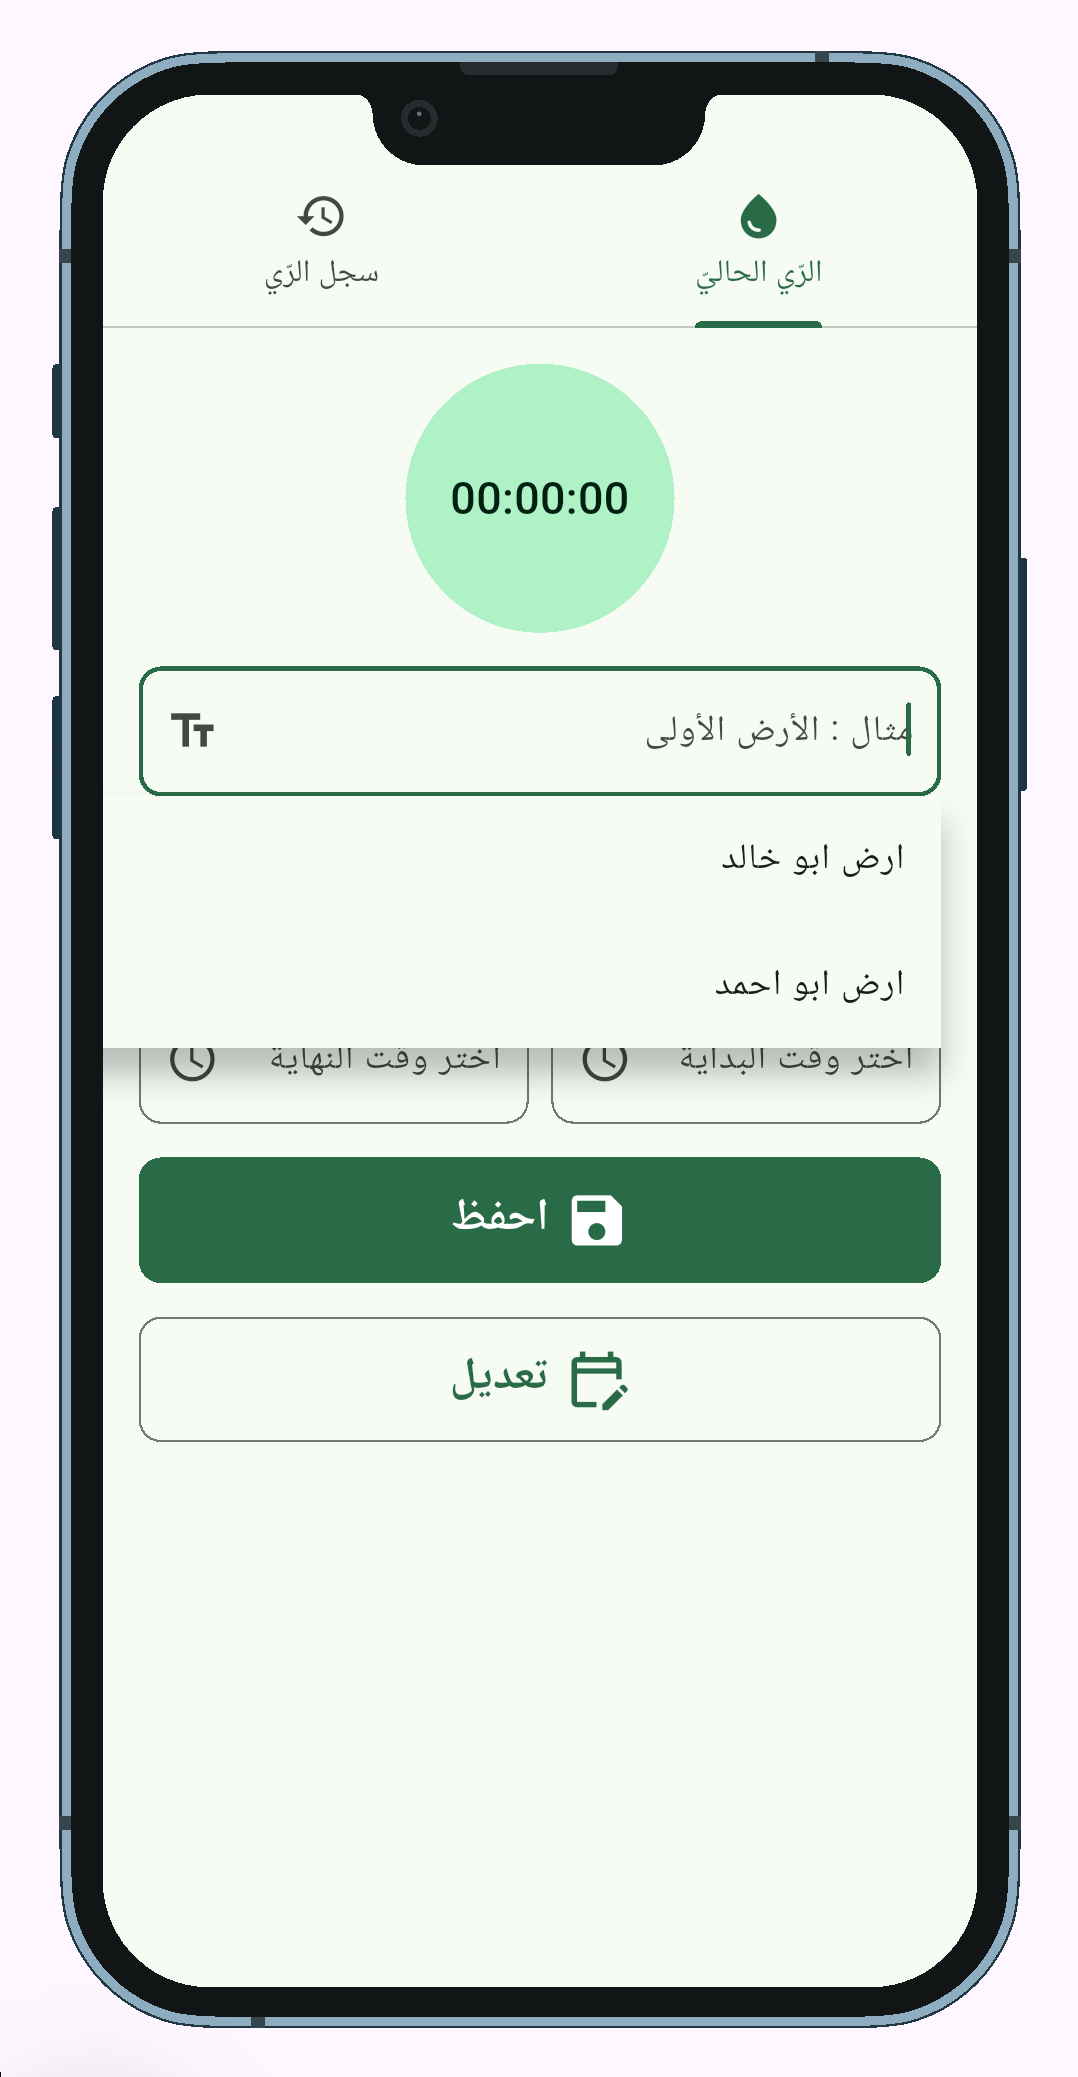 الرّي الحاليّ
سجل الرّي
00:00:00
مثال : الأرض الأولى
ارض ابو خالد
ارض ابو احمد
اختر وقت البداية
اختر وقت النهاية
احفظ
تعديل